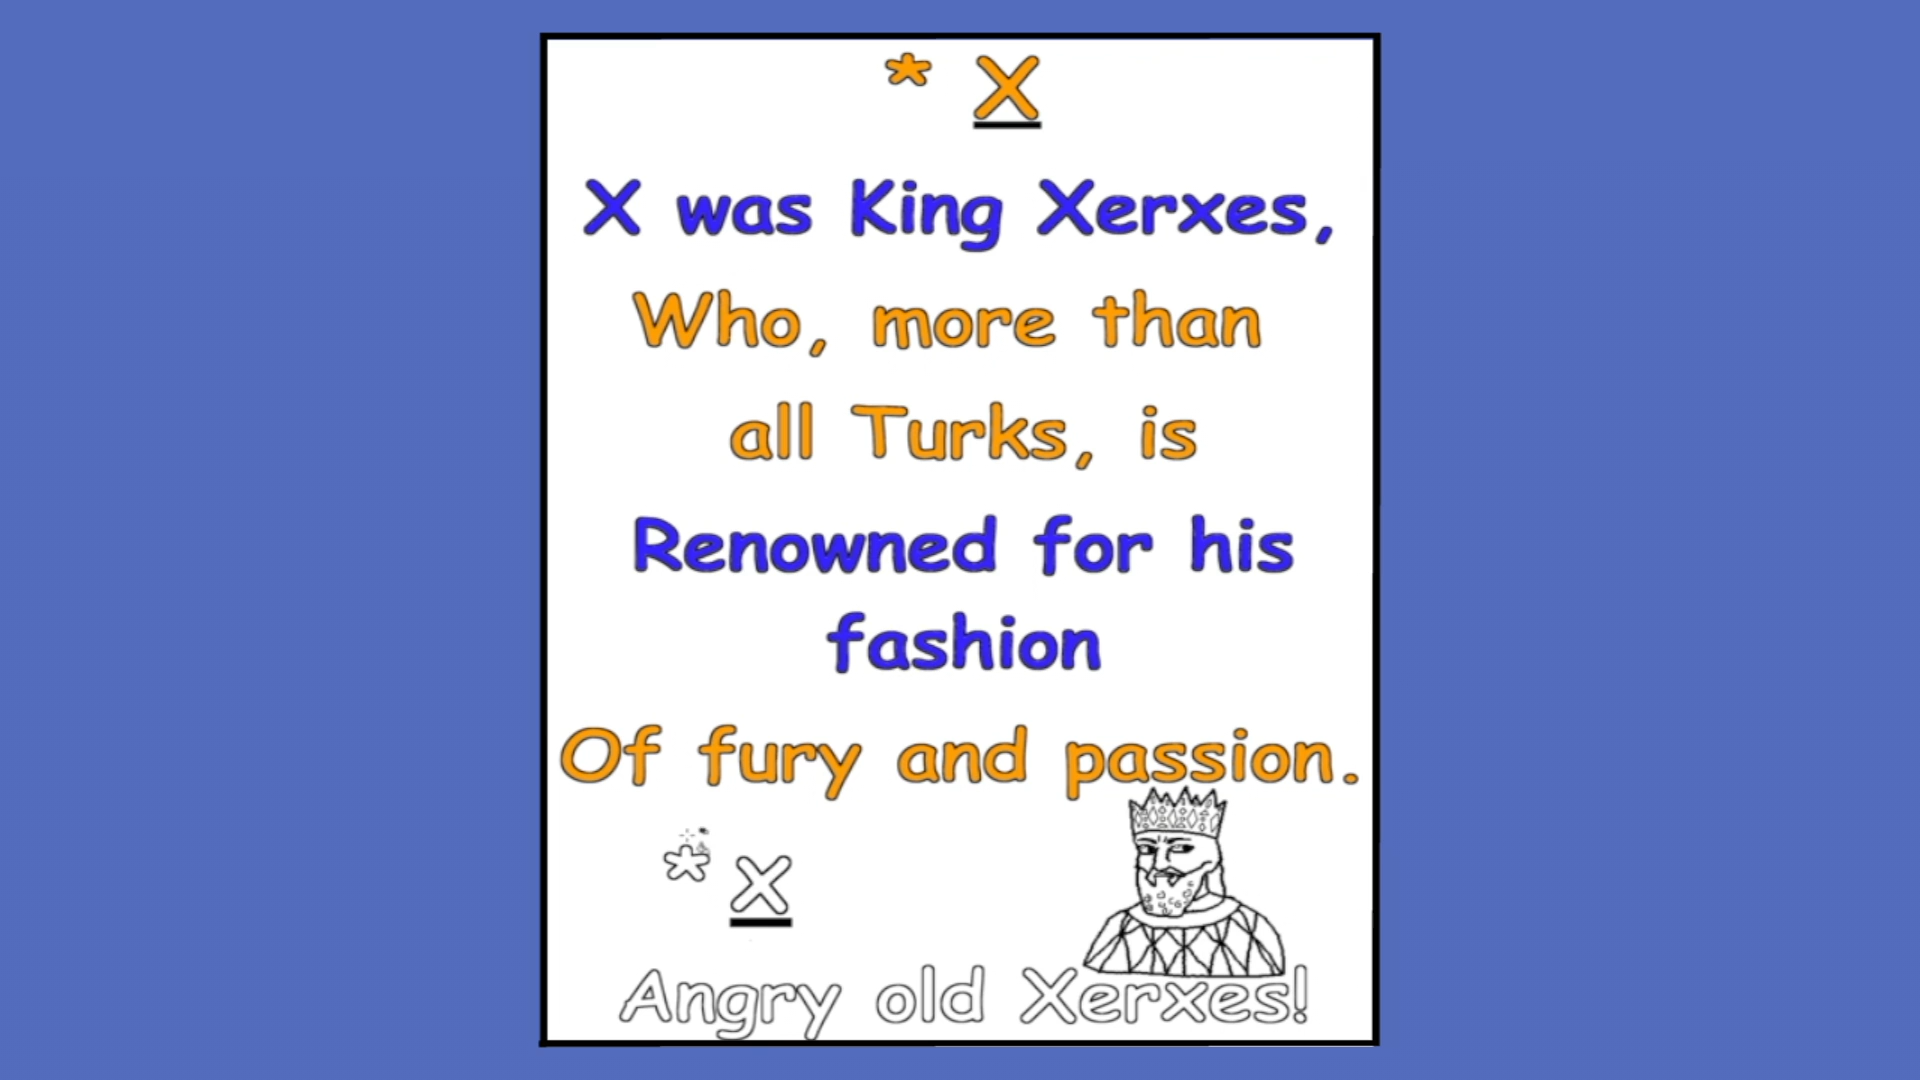 * X
X was King Xerxes,
Who, more than
all Turks, is
Renowned for his
fashion
Of fury and passion.
* X
Angry old Xerxes!